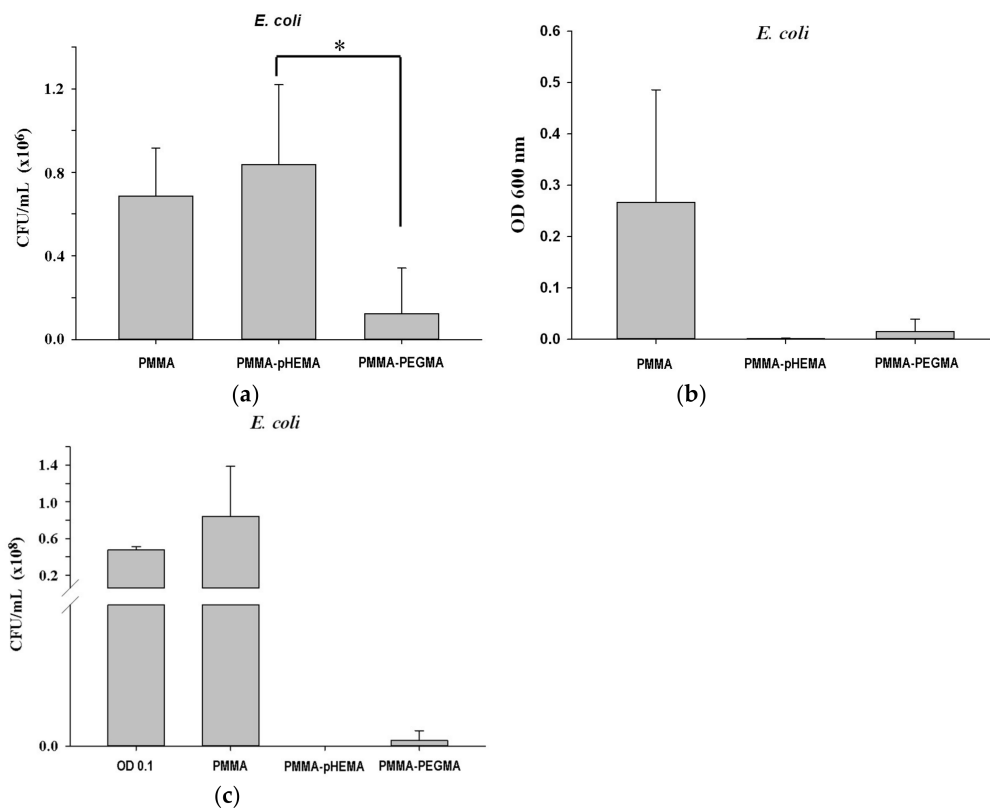 E. coli
*
CFU/mL (x10⁶)
1.2
0.8
0.4
0.0
PMMA PMMA-pHEMA PMMA-PEGMA
(a)
E. coli
OD 600 nm
0.6
0.5
0.4
0.3
0.2
0.1
0.0
PMMA PMMA-pHEMA PMMA-PEGMA
(b)
E. coli
CFU/mL (x10⁸)
1.4
1.0
0.6
0.2
0.0
OD 0.1 PMMA PMMA-pHEMA PMMA-PEGMA
(c)